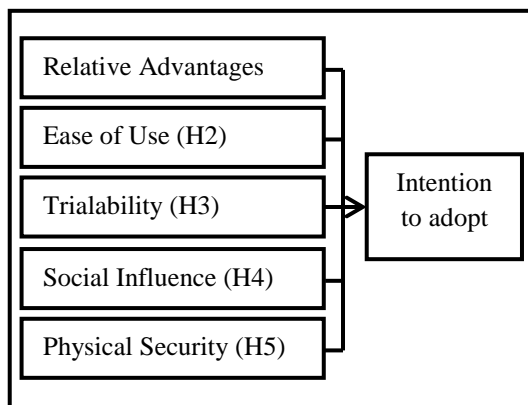 Relative Advantages
Ease of Use (H2)
Trialability (H3)
Social Influence (H4)
Physical Security (H5)
Intention
to adopt